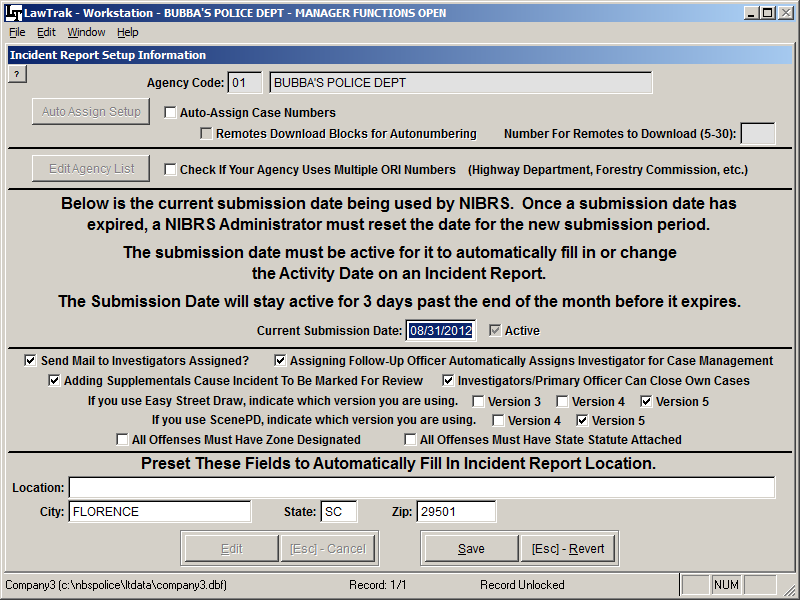 LawTrak - Workstation - BUBBA'S POLICE DEPT - MANAGER FUNCTIONS OPEN
File Edit Window Help
Incident Report Setup Information
?
Agency Code: 01 BUBBA'S POLICE DEPT
Auto Assign Setup Auto-Assign Case Numbers
Remotes Download Blocks for Autonumbering Number For Remotes to Download (5-30):
Edit Agency List Check If Your Agency Uses Multiple ORI Numbers (Highway Department, Forestry Commission, etc.)
Below is the current submission date being used by NIBRS. Once a submission date has
expired, a NIBRS Administrator must reset the date for the new submission period.
The submission date must be active for it to automatically fill in or change
the Activity Date on an Incident Report.
The Submission Date will stay active for 3 days past the end of the month before it expires.
Current Submission Date: 08/31/2012 Active
Send Mail to Investigators Assigned? Assigning Follow-Up Officer Automatically Assigns Investigator for Case Management
Adding Supplementals Cause Incident To Be Marked For Review Investigators/Primary Officer Can Close Own Cases
If you use Easy Street Draw, indicate which version you are using. Version 3 Version 4 Version 5
If you use ScenePD, indicate which version you are using. Version 4 Version 5
All Offenses Must Have Zone Designated All Offenses Must Have State Statute Attached
Preset These Fields to Automatically Fill In Incident Report Location.
Location:
City: FLORENCE State: SC Zip: 29501
Edit [Esc] - Cancel Save [Esc] - Revert
Company3 (c:\nbspolice\ltdata\company3.dbf) Record: 1/1 Record Unlocked NUM